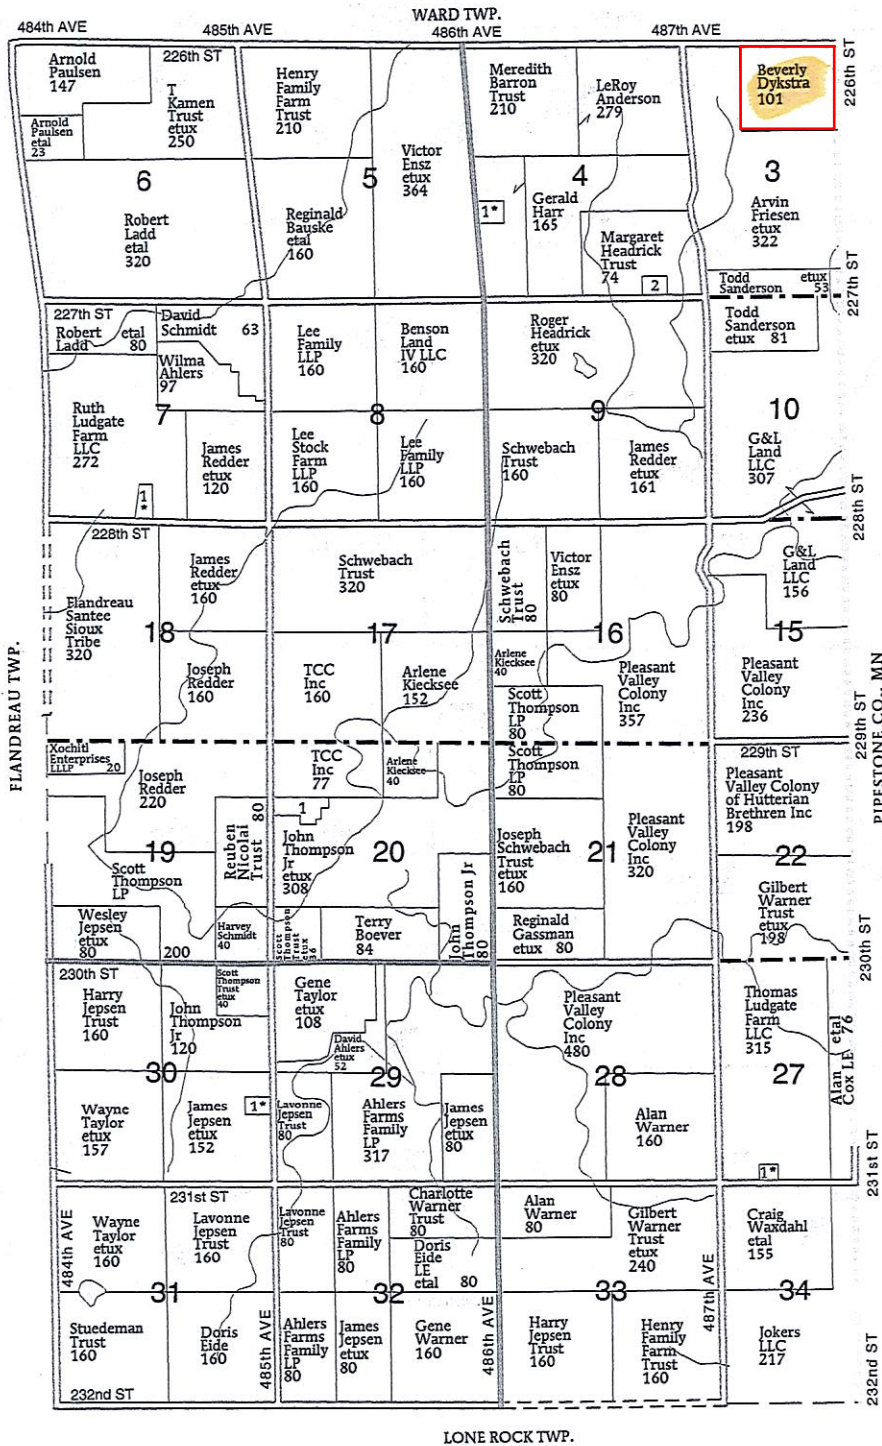 WARD TWP.
484th AVE
485th AVE
486th AVE
487th AVE
226th ST
226th ST
Arnold
Paulsen
147
Arnold
Paulsen
etal
23
T
Kamen
Trust
etux
250
6
Robert
Ladd
etal
320
Henry
Family
Farm
Trust
210
5
Reginald
Bauske
etal
160
Victor
Ensz
etux
364
Meredith
Barron
Trust
210
LeRoy
Anderson
279
4
1*
Gerald
Harr
165
Margaret
Headrick
Trust
74
2
Beverly
Dykstra
101
3
Arvin
Friesen
etux
322
Todd etux
Sanderson 53
227th ST
227th ST
Robert etal
Ladd 80
David
Schmidt 63
Wilma
Ahlers
97
7
Ruth
Ludgate
Farm
LLC
272
James
Redder
etux
120
1
*
Lee
Family
LLP
160
Benson
Land
IV LLC
160
8
Lee
Stock
Farm
LLP
160
Lee
Family
LLP
160
Roger
Headrick
etux
320
9
Schwebach
Trust
160
James
Redder
etux
161
Todd
Sanderson
etux 81
10
G&L
Land
LLC
307
228th ST
228th ST
FLANDREAU TWP.
Flandreau
Santee
Sioux
Tribe
320
James
Redder
etux
160
18
Joseph
Redder
160
Schwebach
Trust
320
17
TCC
Inc
160
Arlene
Kiecksee
152
Schwebach
Trust
80
Victor
Ensz
etux
80
16
Arlene
Kiecksee
40
Scott
Thompson
LP
80
Pleasant
Valley
Colony
Inc
357
G&L
Land
LLC
156
15
Pleasant
Valley
Colony
Inc
236
229th ST
229th ST
PIPESTONE CO., MN
Xochitl
Enterprises
LLLP 20
Joseph
Redder
220
19
Scott
Thompson
LP
200
Reuben
Nicolai
Trust
80
Wesley
Jepsen
etux
80
Harvey
Schmidt
40
TCC
Inc
77
Arlene
Kiecksee
40
1
John
Thompson
Jr
etux
308
20
Scott
Thompson
Trust
etux
36
Terry
Boever
84
John
Thompson Jr
80
Scott
Thompson
LP
80
Joseph
Schwebach
Trust
etux
160
21
Pleasant
Valley
Colony
Inc
320
Reginald
Gassman
etux 80
Pleasant
Valley Colony
of Hutterian
Brethren Inc
198
22
Gilbert
Warner
Trust
etux
198
230th ST
230th ST
Harry
Jepsen
Trust
160
Scott
Thompson
Trust
etux
40
John
Thompson
Jr
120
30
Wayne
Taylor
etux
157
James
Jepsen
etux
152
1*
Gene
Taylor
etux
108
David
Ahlers
etux
52
29
Lavonne
Jepsen
Trust
80
Ahlers
Farms
Family
LP
317
James
Jepsen
etux
80
Pleasant
Valley
Colony
Inc
480
28
Alan
Warner
160
Thomas
Ludgate
Farm
LLC
315
27
Alan etal
Cox LE 76
1*
231st ST
231st ST
484th AVE
Wayne
Taylor
etux
160
Lavonne
Jepsen
Trust
160
31
Stuedeman
Trust
160
Doris
Eide
160
485th AVE
Lavonne
Jepsen
Trust
80
Ahlers
Farms
Family
LP
80
Charlotte
Warner
Trust
80
Doris
Eide
LE
etal 80
32
Ahlers
Farms
Family
LP
80
James
Jepsen
etux
80
Gene
Warner
160
486th AVE
Alan
Warner
80
Gilbert
Warner
Trust
etux
240
33
Harry
Jepsen
Trust
160
Henry
Family
Farm
Trust
160
487th AVE
Craig
Waxdahl
etal
155
34
Jokers
LLC
217
232nd ST
232nd ST
LONE ROCK TWP.